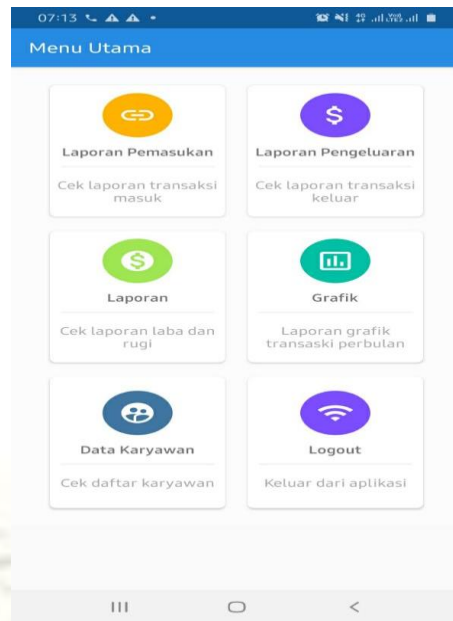 07:13
Menu Utama
Laporan Pemasukan
Cek laporan transaksi
masuk
Laporan Pengeluaran
Cek laporan transaksi
keluar
Laporan
Cek laporan laba dan
rugi
Grafik
Laporan grafik
transaski perbulan
Data Karyawan
Cek daftar karyawan
Logout
Keluar dari aplikasi